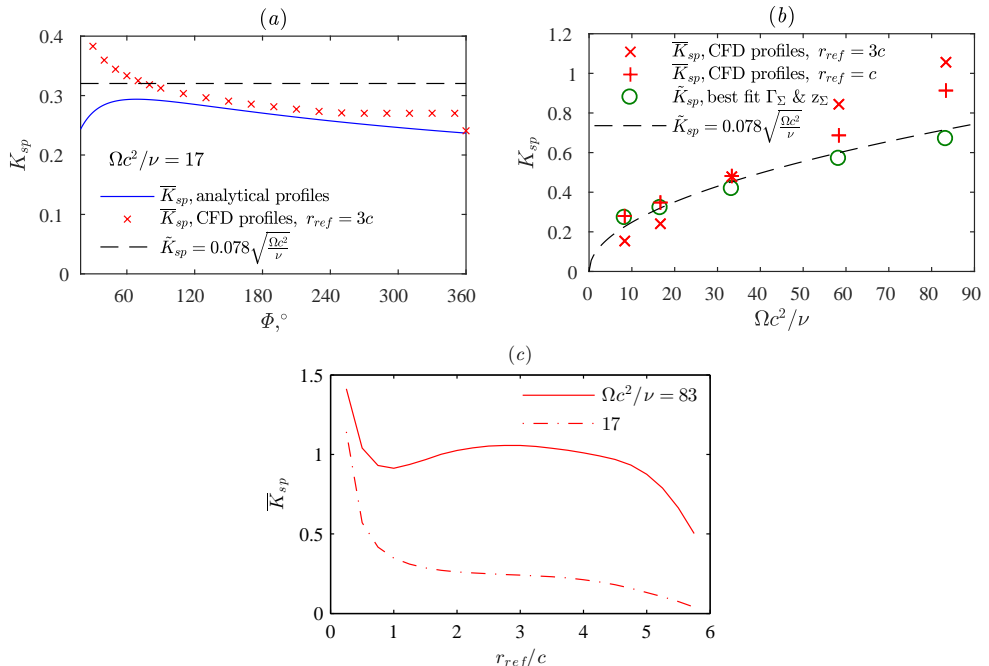 (a)
0.4
0.3
0.2
0.1
0
K_sp
Ωc²/ν = 17
K̅_sp, analytical profiles
K̅_sp, CFD profiles, r_ref = 3c
K̃_sp = 0.078√(Ωc²/ν)
60 120 180 240 300 360
Φ,°
(b)
1.2
1
0.8
0.6
0.4
0.2
0
K_sp
K̅_sp, CFD profiles, r_ref = 3c
K̅_sp, CFD profiles, r_ref = c
K̃_sp, best fit Γ_Σ & z_Σ
K̃_sp = 0.078√(Ωc²/ν)
0 10 20 30 40 50 60 70 80 90
Ωc²/ν
(c)
1.5
1
0.5
0
K̅_sp
Ωc²/ν = 83
17
0 1 2 3 4 5 6
r_ref/c